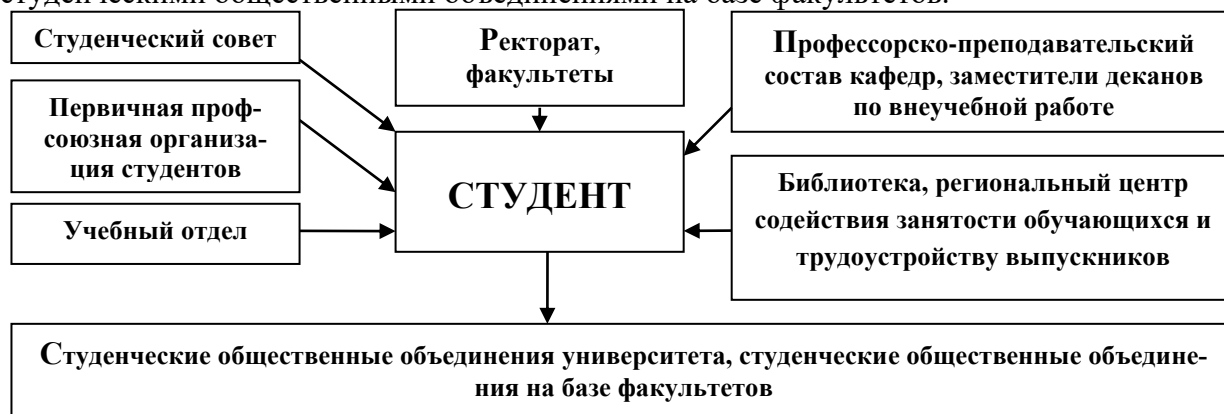 студенческими общественными объединениями на базе факультетов.
Студенческий совет
Первичная проф-
союзная организа-
ция студентов
Учебный отдел
Ректорат,
факультеты
СТУДЕНТ
Профессорско-преподавательский
состав кафедр, заместители деканов
по внеучебной работе
Библиотека, региональный центр
содействия занятости обучающихся и
трудоустройству выпускников
Студенческие общественные объединения университета, студенческие общественные объедине-
ния на базе факультетов